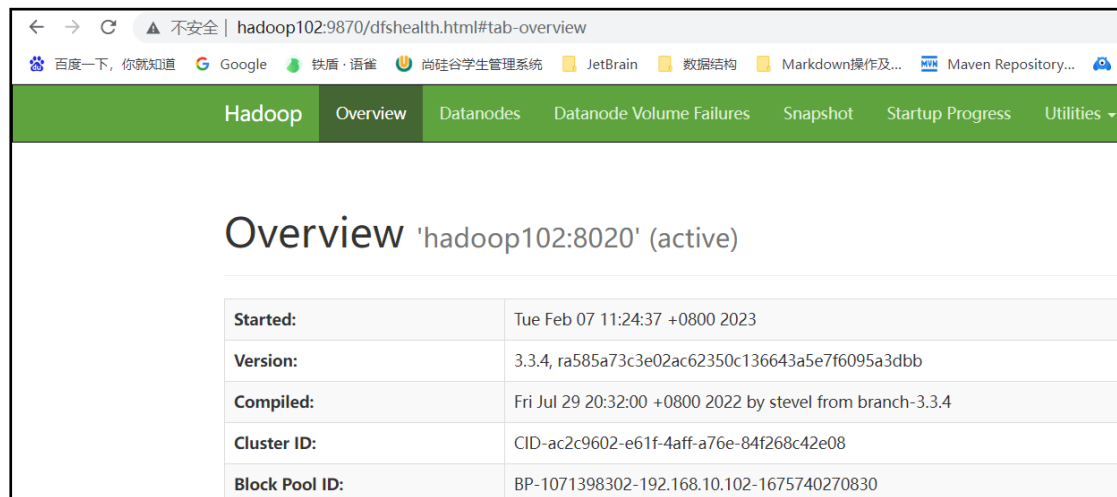 不安全 | hadoop102:9870/dfshealth.html#tab-overview
百度一下，你就知道 Google 铁盾 · 语雀 尚硅谷学生管理系统 JetBrain 数据结构 Markdown操作及... MVN Maven Repository...
Hadoop Overview Datanodes Datanode Volume Failures Snapshot Startup Progress Utilities
Overview 'hadoop102:8020' (active)
Started: Tue Feb 07 11:24:37 +0800 2023
Version: 3.3.4, ra585a73c3e02ac62350c136643a5e7f6095a3dbb
Compiled: Fri Jul 29 20:32:00 +0800 2022 by stevel from branch-3.3.4
Cluster ID: CID-ac2c9602-e61f-4aff-a76e-84f268c42e08
Block Pool ID: BP-1071398302-192.168.10.102-1675740270830